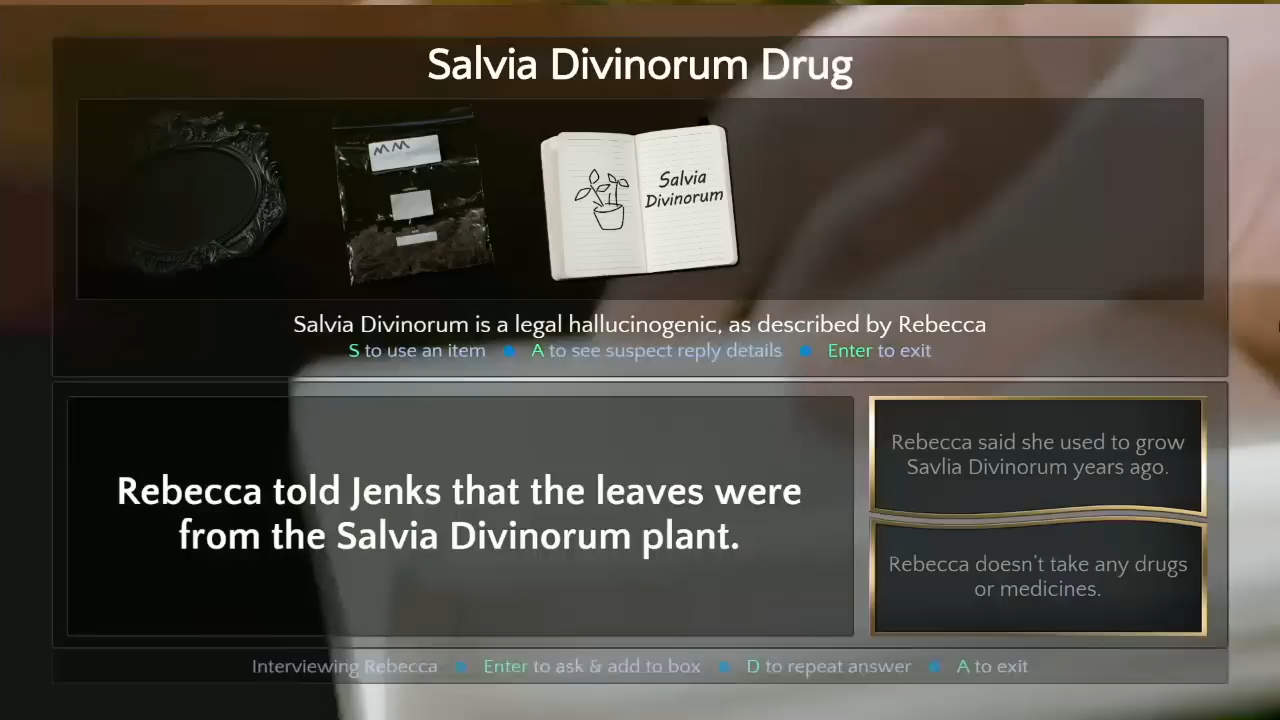 Salvia Divinorum Drug
MM
Salvia
Divinorum
Salvia Divinorum is a legal hallucinogenic, as described by Rebecca
S to use an item A to see suspect reply details Enter to exit
Rebecca told Jenks that the leaves were
from the Salvia Divinorum plant.
Rebecca said she used to grow
Savlia Divinorum years ago.
Rebecca doesn't take any drugs
or medicines.
Interviewing Rebecca Enter to ask & add to box D to repeat answer A to exit